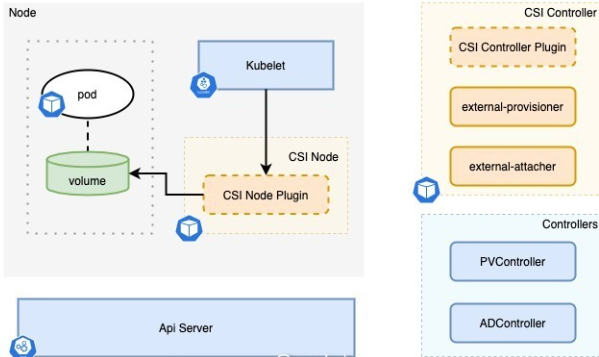 Node
CSI Controller
CSI Controller Plugin
Kubelet
pod
external-provisioner
CSI Node
external-attacher
volume
CSI Node Plugin
Controllers
PVController
Api Server
ADController